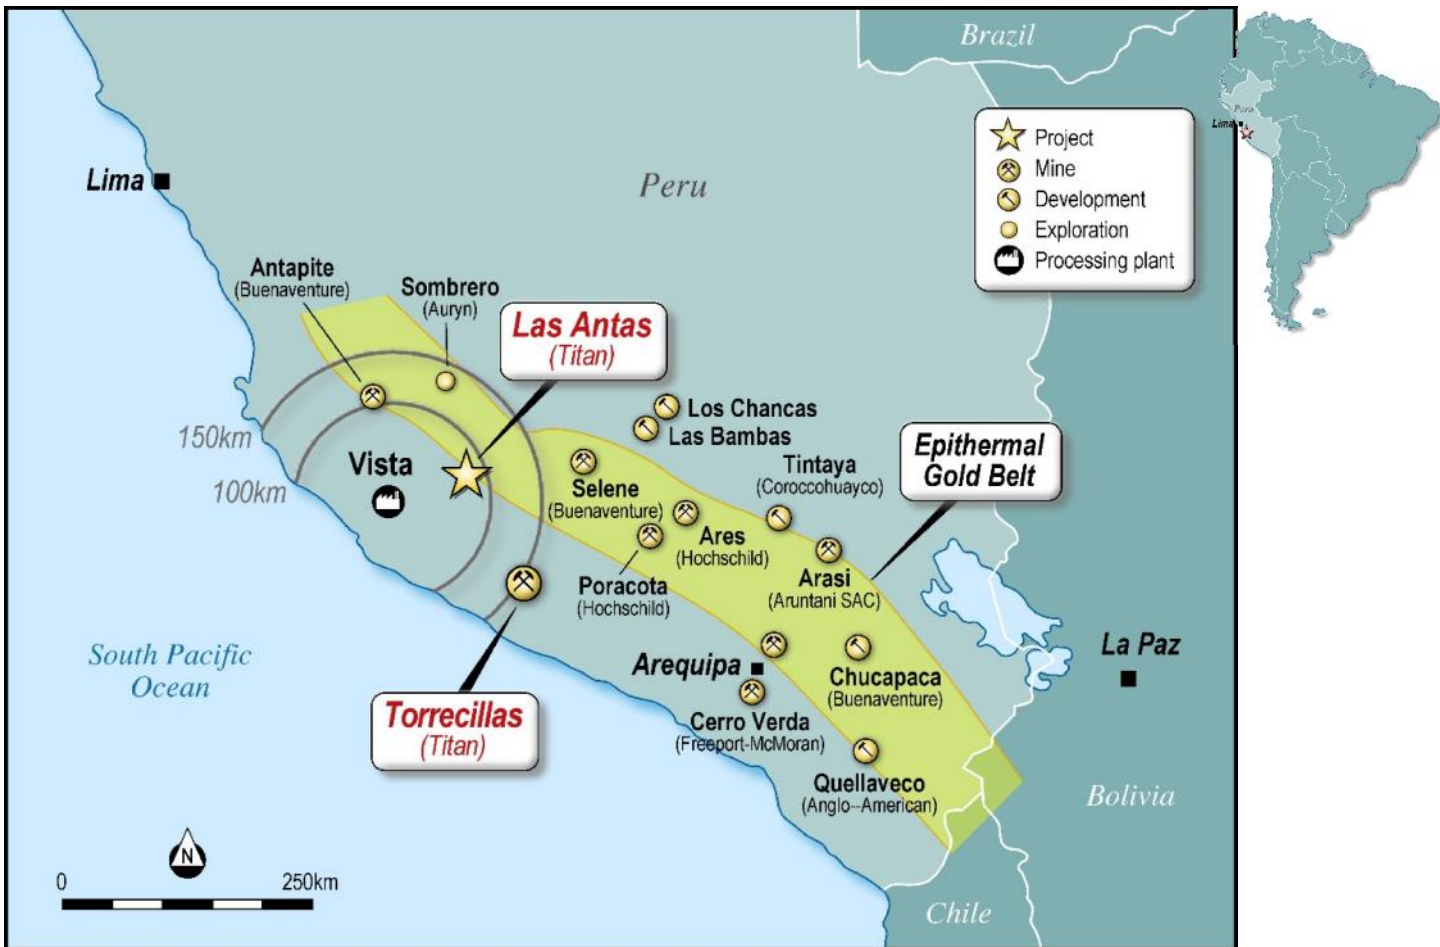 Brazil
Project
Mine
Development
Exploration
Processing plant
Peru
Lima
Lima
Peru
Antapite
(Buenaventure)
Sombrero
(Auryn)
Las Antas
(Titan)
150km
100km
Vista
Los Chancas
Las Bambas
Selene
(Buenaventure)
Tintaya
(Coroccohuayco)
Epithermal
Gold Belt
Ares
(Hochschild)
Poracota
(Hochschild)
Arasi
(Aruntani SAC)
South Pacific
Ocean
Arequipa
Chucapaca
(Buenaventure)
La Paz
Torrecillas
(Titan)
Cerro Verda
(Freeport-McMoran)
Quellaveco
(Anglo--American)
Bolivia
N
0
250km
Chile